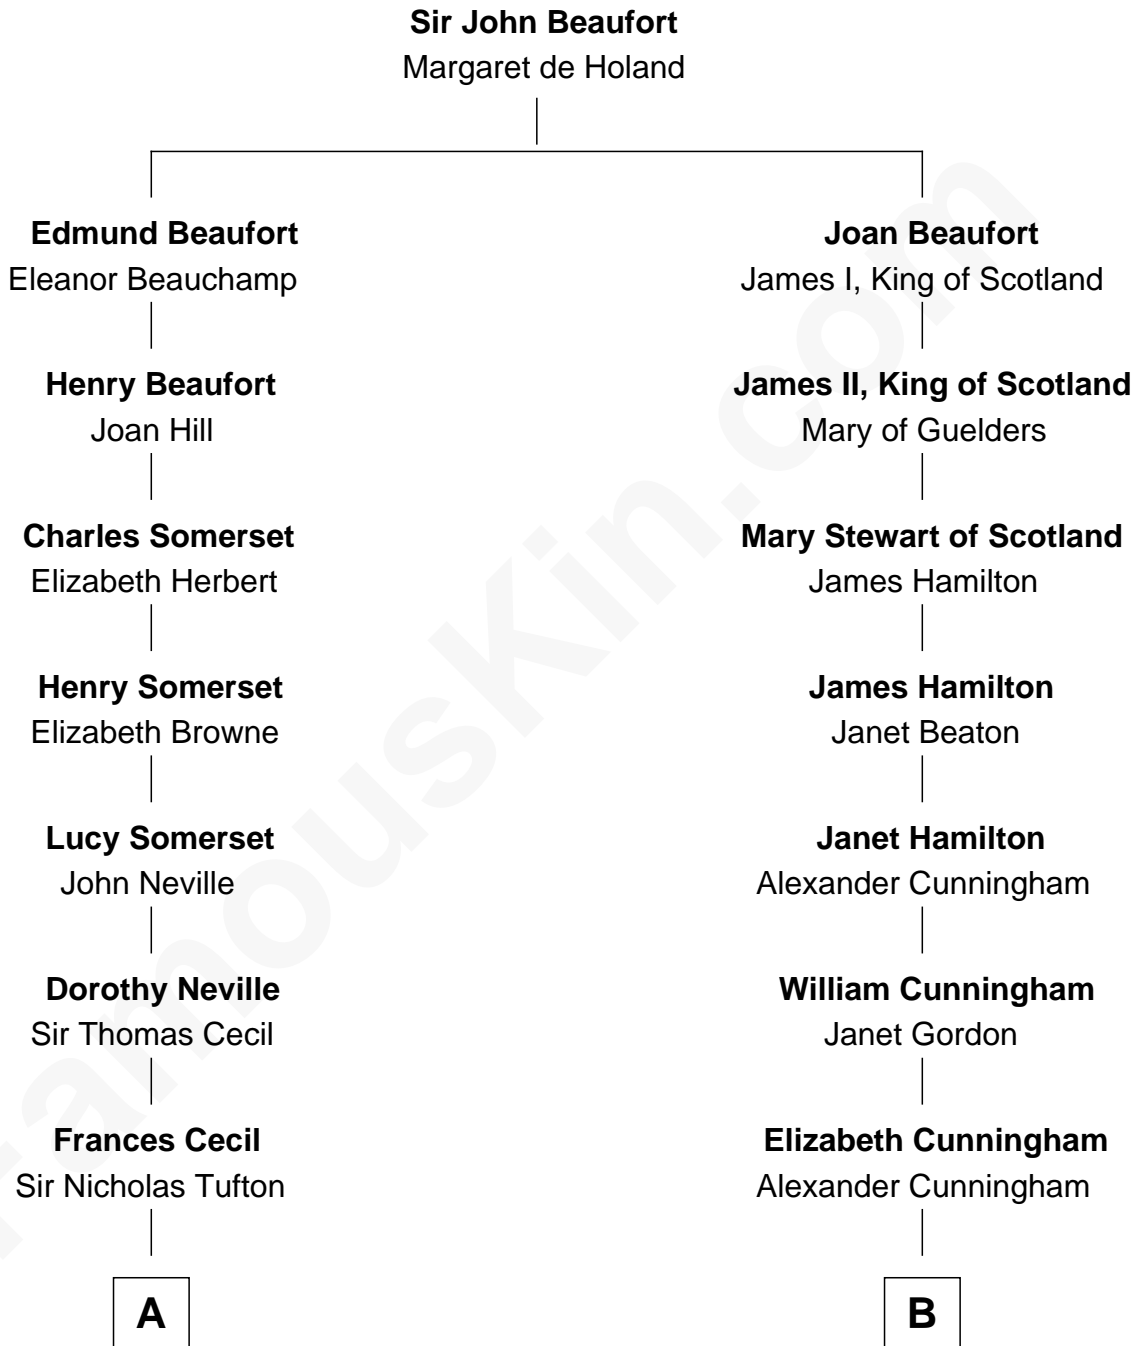 Sir John Beaufort
Margaret de Holand
Edmund Beaufort
Eleanor Beauchamp
Joan Beaufort
James I, King of Scotland
Henry Beaufort
Joan Hill
James II, King of Scotland
Mary of Guelders
Charles Somerset
Elizabeth Herbert
Mary Stewart of Scotland
James Hamilton
Henry Somerset
Elizabeth Browne
James Hamilton
Janet Beaton
Lucy Somerset
John Neville
Janet Hamilton
Alexander Cunningham
Dorothy Neville
Sir Thomas Cecil
William Cunningham
Janet Gordon
Frances Cecil
Sir Nicholas Tufton
Elizabeth Cunningham
Alexander Cunningham
A
B
FamousKin.com